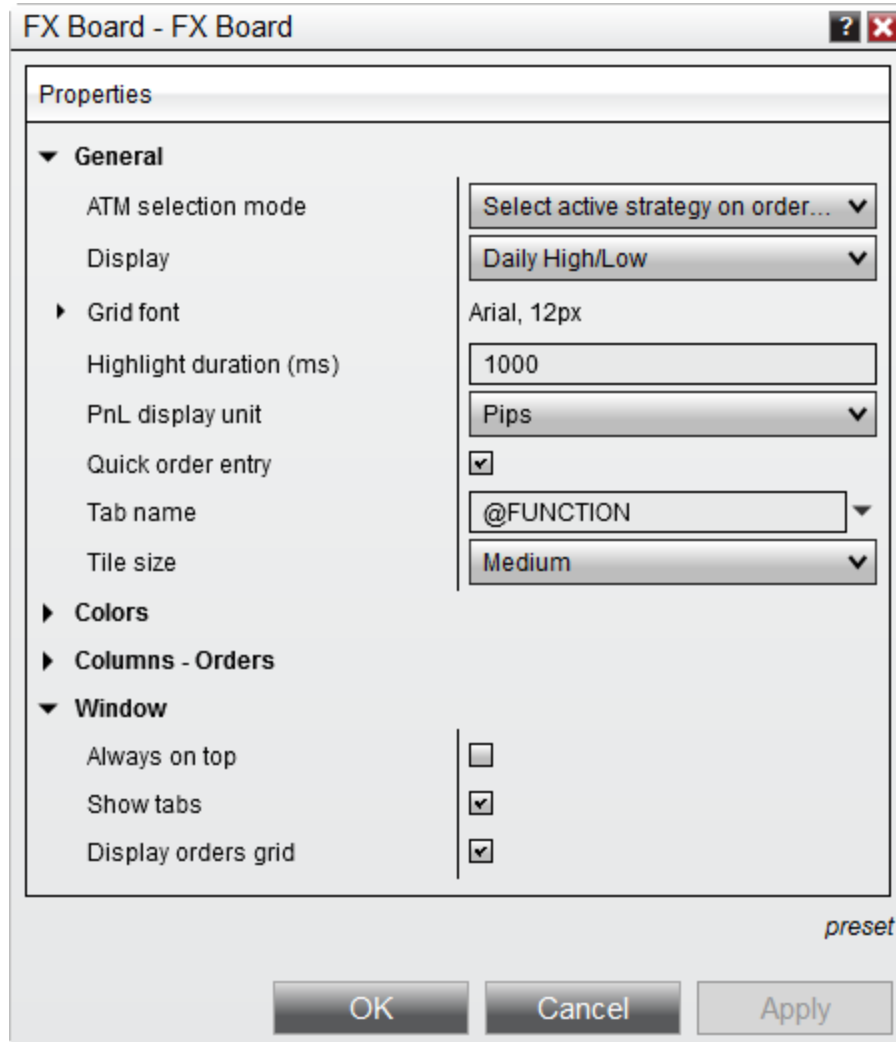 FX Board - FX Board
?
Properties
General
ATM selection mode Select active strategy on order...
Display Daily High/Low
Grid font Arial, 12px
Highlight duration (ms) 1000
PnL display unit Pips
Quick order entry
Tab name @FUNCTION
Tile size Medium
Colors
Columns - Orders
Window
Always on top
Show tabs
Display orders grid
preset
OK Cancel Apply